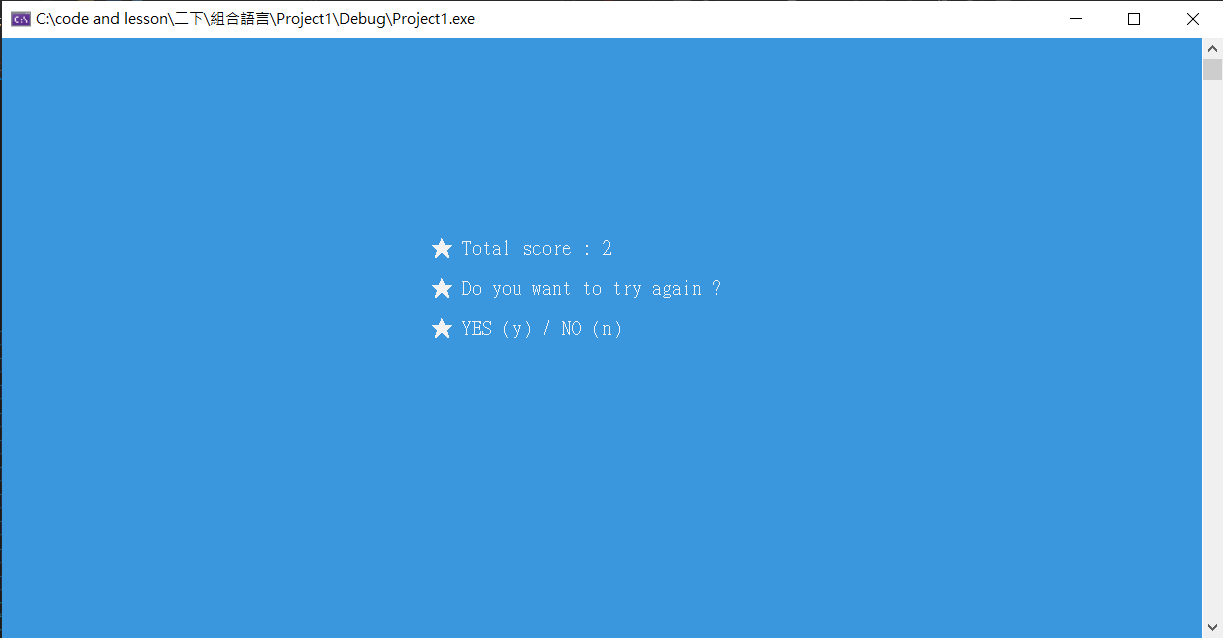 C:\code and lesson\二下\組合語言\Project1\Debug\Project1.exe
★ Total score : 2
★ Do you want to try again ?
★ YES (y) / NO (n)